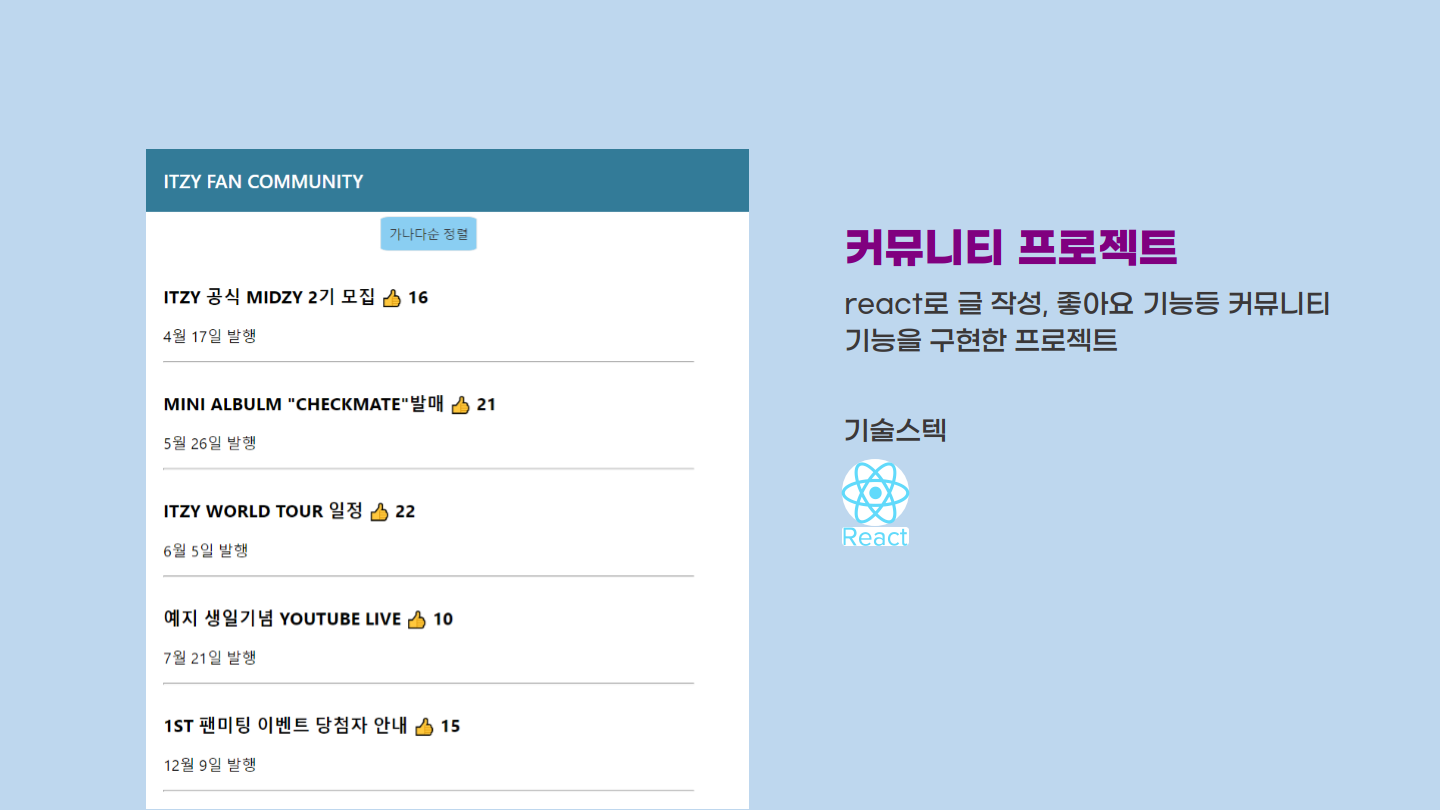 ITZY FAN COMMUNITY
가나다순 정렬
ITZY 공식 MIDZY 2기 모집 👍 16
4월 17일 발행
MINI ALBULM "CHECKMATE"발매 👍 21
5월 26일 발행
ITZY WORLD TOUR 일정 👍 22
6월 5일 발행
예지 생일기념 YOUTUBE LIVE 👍 10
7월 21일 발행
1ST 팬미팅 이벤트 당첨자 안내 👍 15
12월 9일 발행
커뮤니티 프로젝트
react로 글 작성, 좋아요 기능등 커뮤니티
기능을 구현한 프로젝트
기술스텍
React